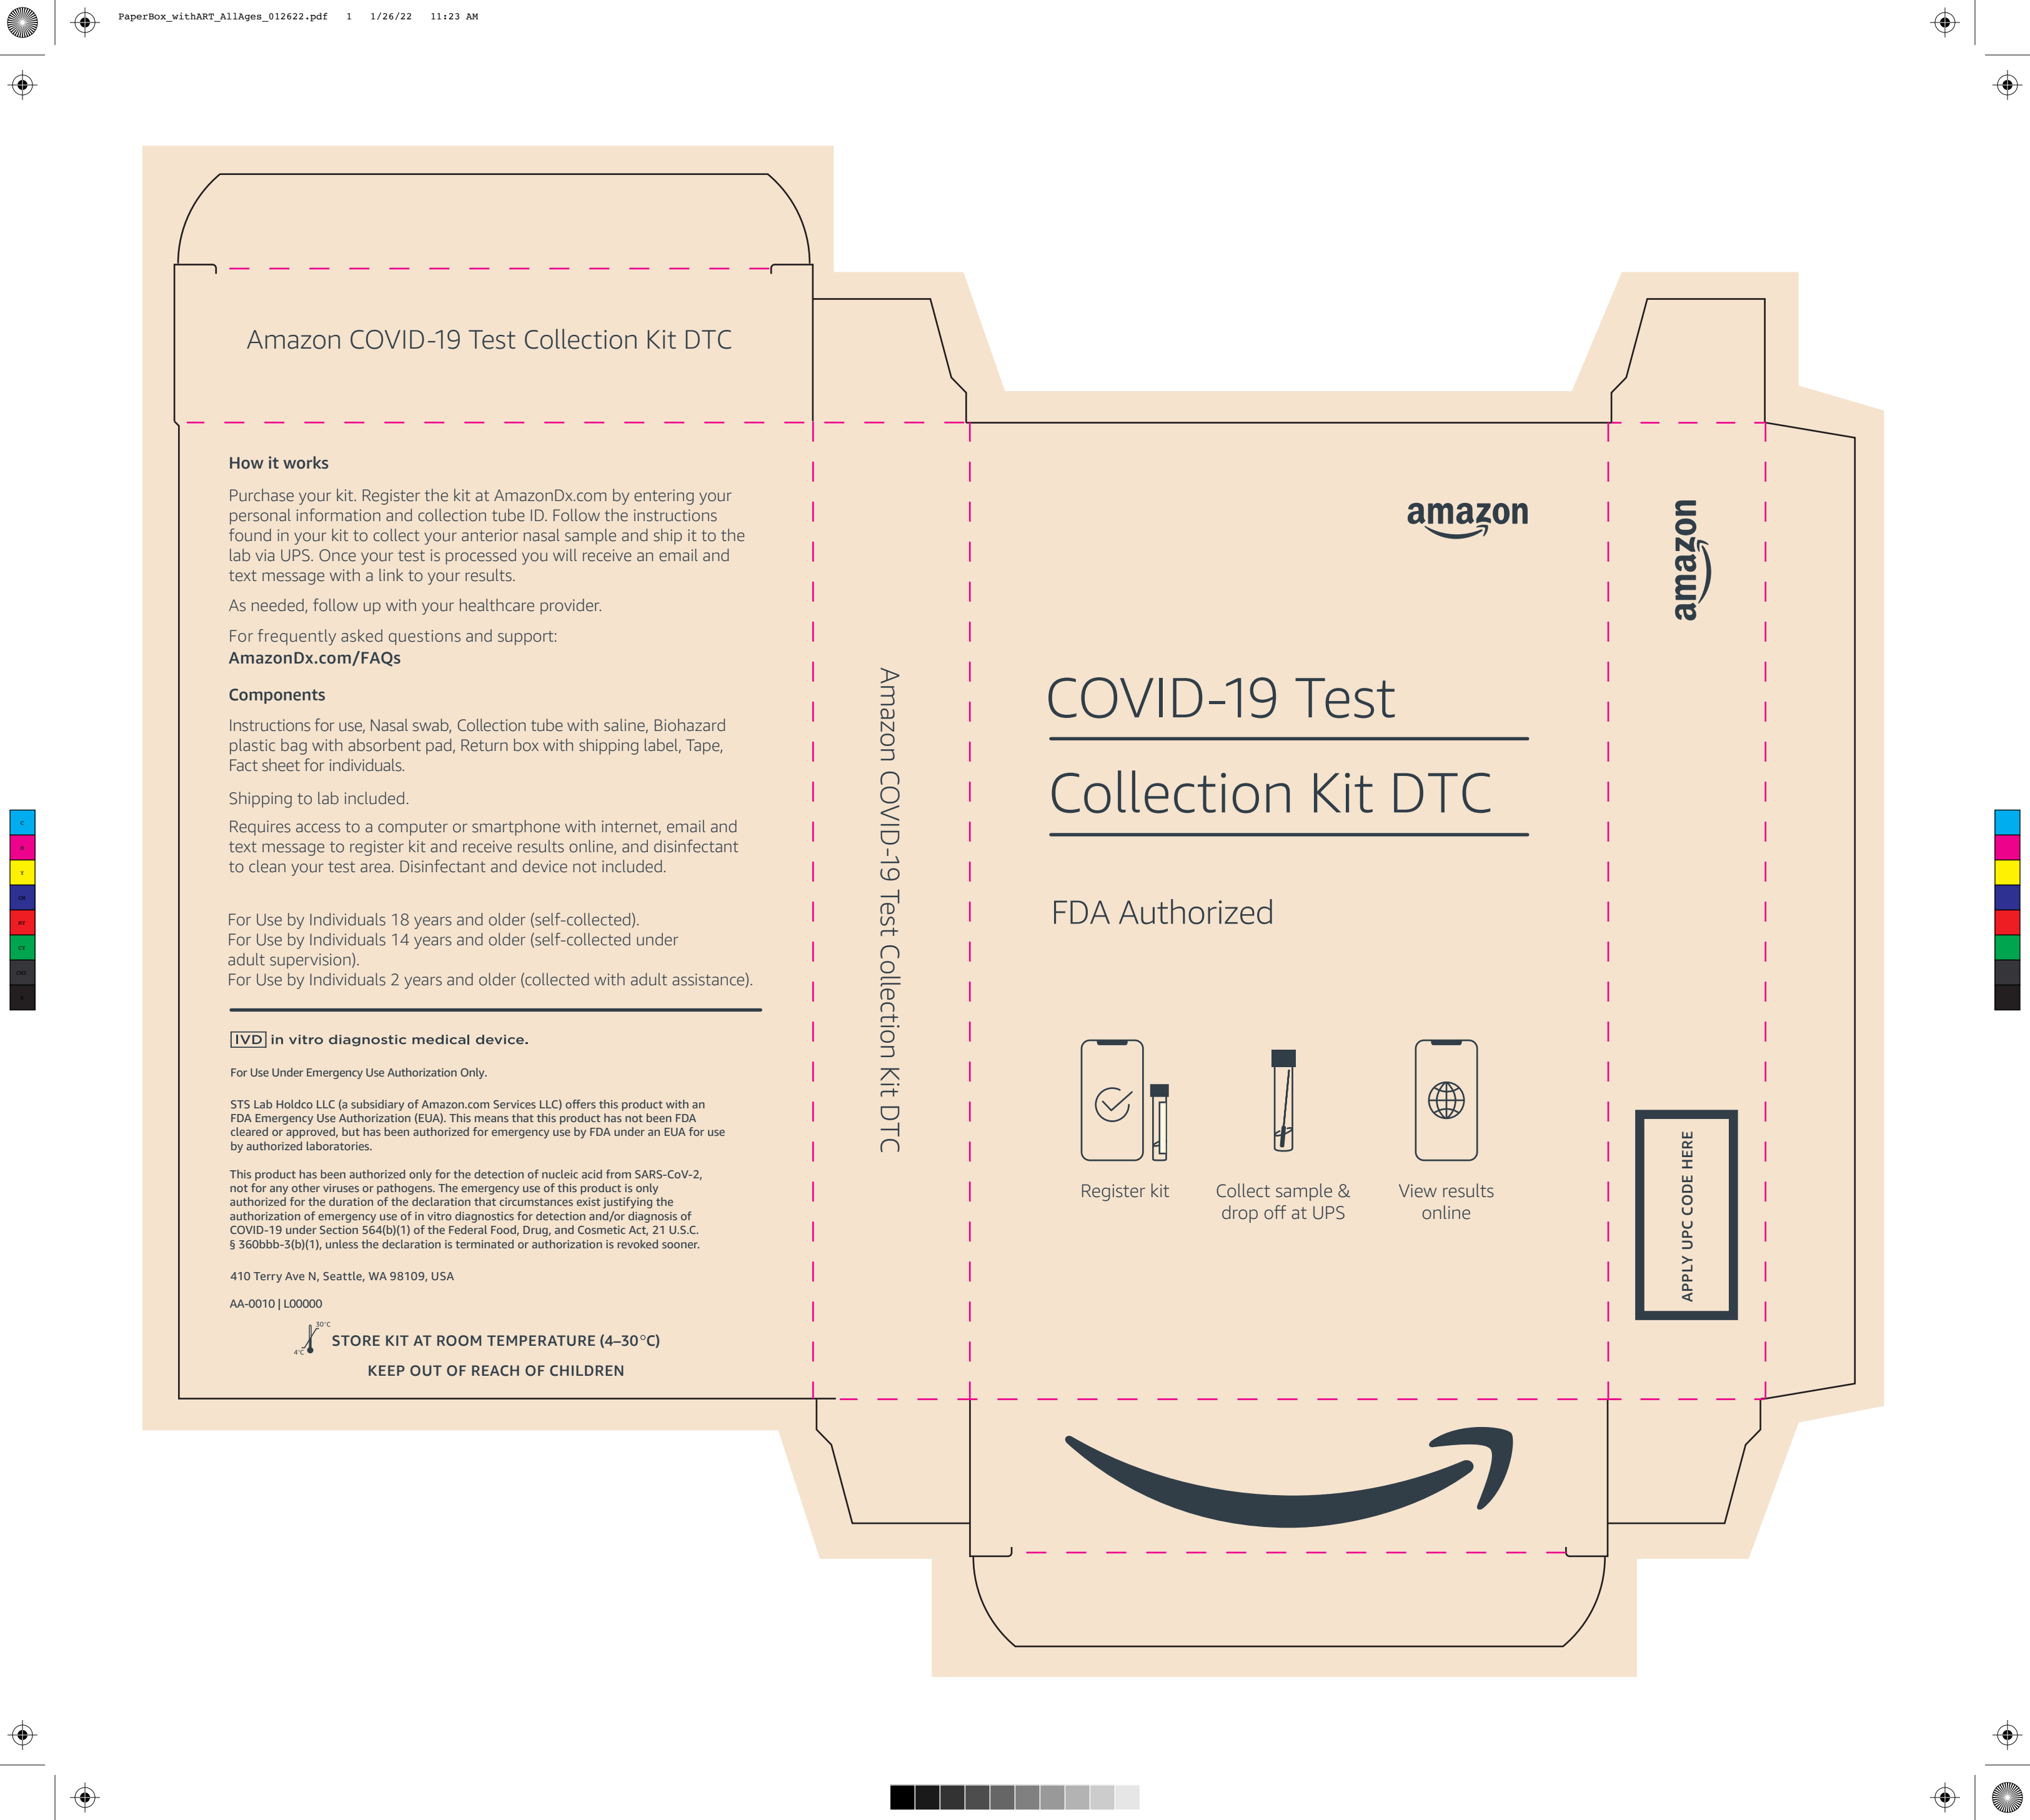 PaperBox_withART_AllAges_012622.pdf 1 1/26/22 11:23 AM
Amazon COVID-19 Test Collection Kit DTC
How it works
Purchase your kit. Register the kit at AmazonDx.com by entering your
personal information and collection tube ID. Follow the instructions
found in your kit to collect your anterior nasal sample and ship it to the
lab via UPS. Once your test is processed you will receive an email and
text message with a link to your results.
As needed, follow up with your healthcare provider.
For frequently asked questions and support:
AmazonDx.com/FAQs
Components
Instructions for use, Nasal swab, Collection tube with saline, Biohazard
plastic bag with absorbent pad, Return box with shipping label, Tape,
Fact sheet for individuals.
Shipping to lab included.
Requires access to a computer or smartphone with internet, email and
text message to register kit and receive results online, and disinfectant
to clean your test area. Disinfectant and device not included.
For Use by Individuals 18 years and older (self-collected).
For Use by Individuals 14 years and older (self-collected under
adult supervision).
For Use by Individuals 2 years and older (collected with adult assistance).
IVD in vitro diagnostic medical device.
For Use Under Emergency Use Authorization Only.
STS Lab Holdco LLC (a subsidiary of Amazon.com Services LLC) offers this product with an
FDA Emergency Use Authorization (EUA). This means that this product has not been FDA
cleared or approved, but has been authorized for emergency use by FDA under an EUA for use
by authorized laboratories.
This product has been authorized only for the detection of nucleic acid from SARS-CoV-2,
not for any other viruses or pathogens. The emergency use of this product is only
authorized for the duration of the declaration that circumstances exist justifying the
authorization of emergency use of in vitro diagnostics for detection and/or diagnosis of
COVID-19 under Section 564(b)(1) of the Federal Food, Drug, and Cosmetic Act, 21 U.S.C.
§ 360bbb-3(b)(1), unless the declaration is terminated or authorization is revoked sooner.
410 Terry Ave N, Seattle, WA 98109, USA
AA-0010 | L00000
30°C
4°C
STORE KIT AT ROOM TEMPERATURE (4–30°C)
KEEP OUT OF REACH OF CHILDREN
Amazon COVID-19 Test Collection Kit DTC
amazon
COVID-19 Test
Collection Kit DTC
FDA Authorized
Register kit
Collect sample &
drop off at UPS
View results
online
amazon
APPLY UPC CODE HERE
C
M
Y
CM
MY
CY
CMY
K